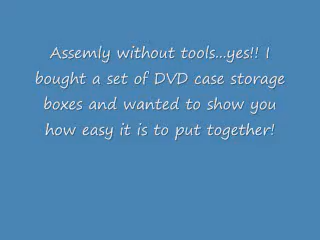 Assemly without tools...yes!! I
bought a set of DVD case storage
boxes and wanted to show you
how easy it is to put together!